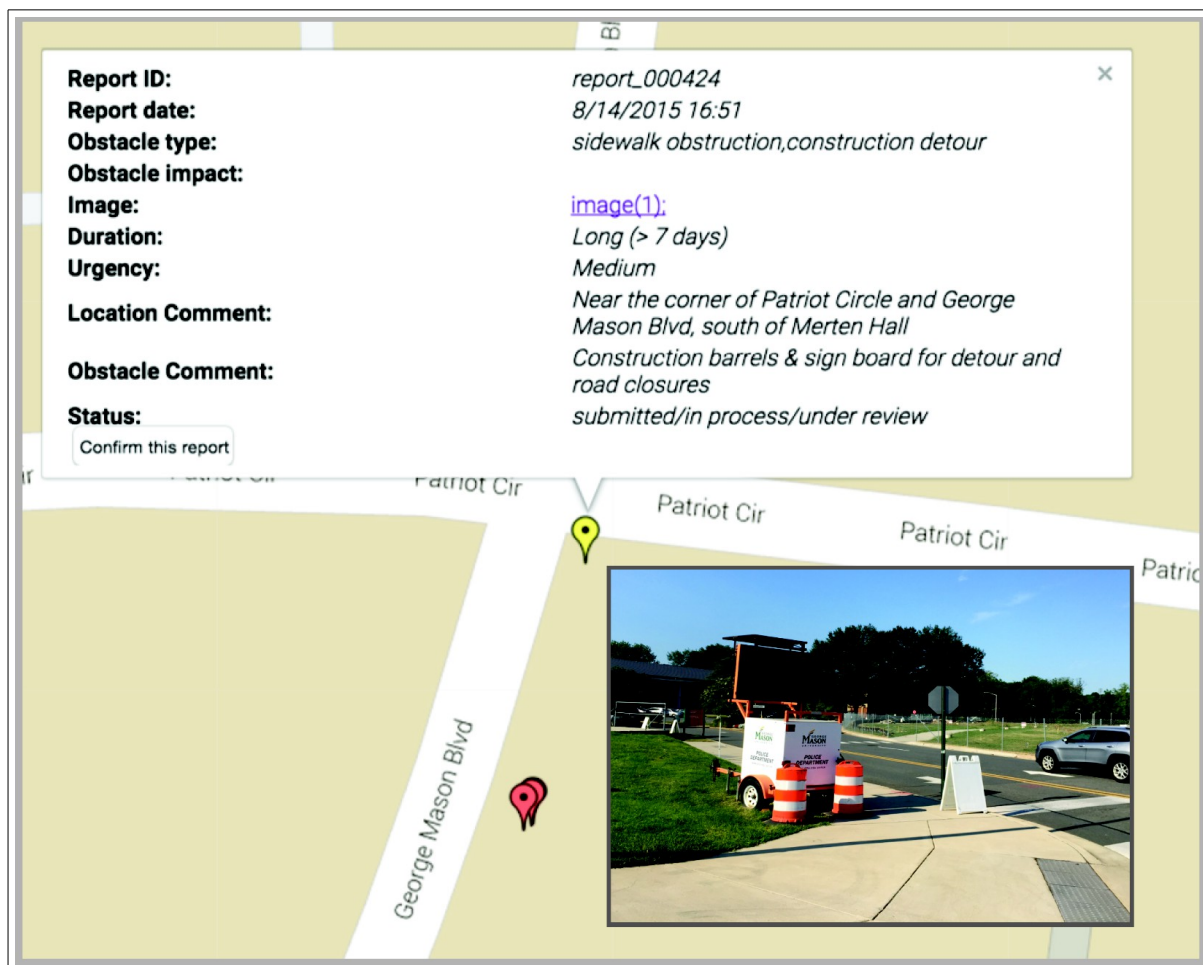 Report ID: report_000424
Report date: 8/14/2015 16:51
Obstacle type: sidewalk obstruction,construction detour
Obstacle impact:
Image: image(1);
Duration: Long (> 7 days)
Urgency: Medium
Location Comment: Near the corner of Patriot Circle and George
Mason Blvd, south of Merten Hall
Obstacle Comment: Construction barrels & sign board for detour and
road closures
Status: submitted/in process/under review
Confirm this report
Patriot Cir
Patriot Cir
Patriot Cir
Patriot Cir
George Mason Blvd
MASON
POLICE
DEPARTMENT
MASON
POLICE
DEPARTMENT